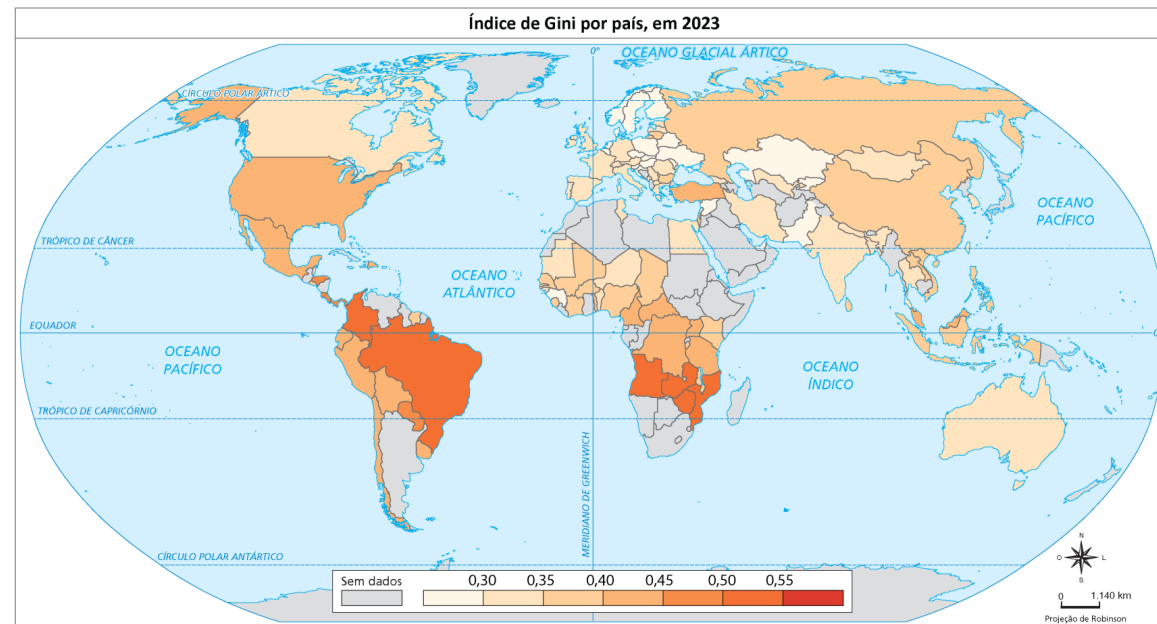 Índice de Gini por país, em 2023
0°
OCEANO GLACIAL ÁRTICO
CÍRCULO POLAR ÁRTICO
OCEANO
PACÍFICO
TRÓPICO DE CÂNCER
OCEANO
ATLÂNTICO
EQUADOR
0°
OCEANO
PACÍFICO
OCEANO
ÍNDICO
TRÓPICO DE CAPRICÓRNIO
MERIDIANO DE GREENWICH
CÍRCULO POLAR ANTÁRTICO
N
O
L
S
Sem dados
0,30 0,35 0,40 0,45 0,50 0,55
0 1.140 km
Projeção de Robinson